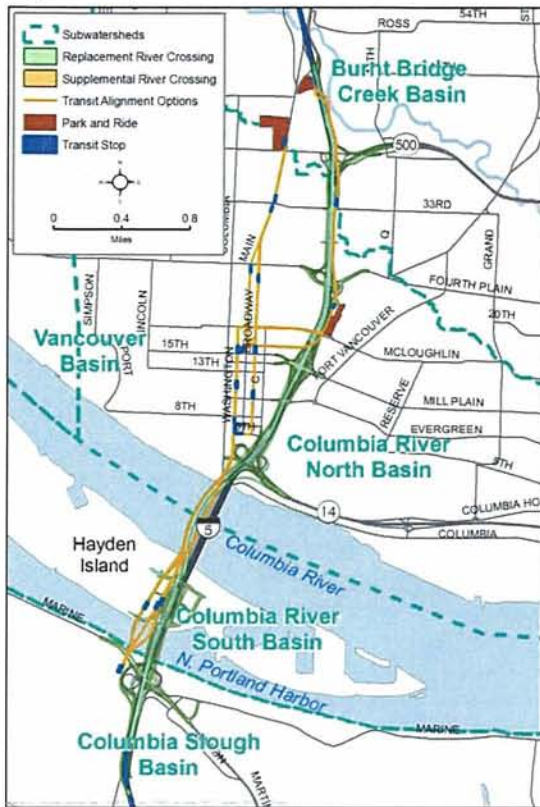 Subwatersheds
Replacement River Crossing
Supplemental River Crossing
Transit Alignment Options
Park and Ride
Transit Stop
0 0.4 0.8
Miles
54TH
ROSS
ST
Burnt Bridge
Creek Basin
500
33RD
MAIN
Q
GRAND
SIMPSON
LINCOLN
PORT
BROADWAY
FOURTH PLAIN
20TH
Vancouver
Basin
15TH
13TH
FORT VANCOUVER
MCLOUGHLIN
WASHINGTON
C
8TH
MILL PLAIN
RESERVE
EVERGREEN
5TH
Columbia River
North Basin
14
COLUMBIA HO
COLUMBIA
5
Hayden
Island
Columbia River
MARINE
Columbia River
South Basin
N. Portland Harbor
MARINE
Columbia Slough
Basin
MARTIN